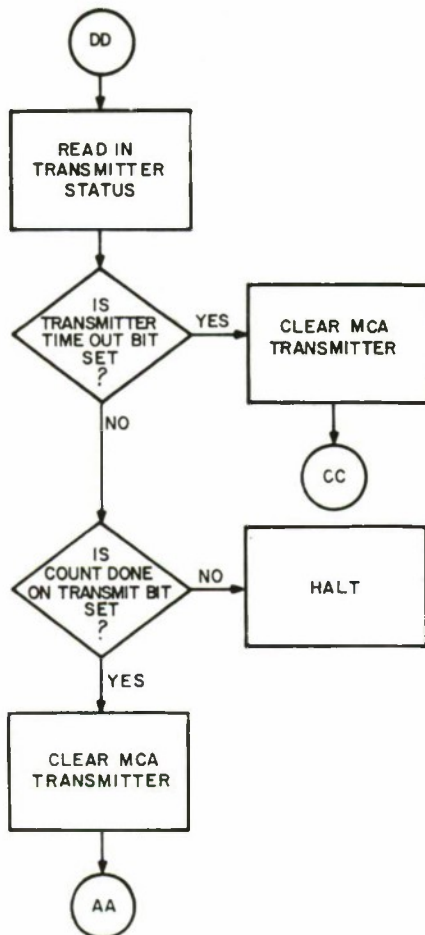 DD
READ IN
TRANSMITTER
STATUS
IS
TRANSMITTER
TIME OUT BIT
SET
?
YES
CLEAR MCA
TRANSMITTER
NO
CC
IS
COUNT DONE
ON TRANSMIT BIT
SET
?
NO
HALT
YES
CLEAR MCA
TRANSMITTER
AA